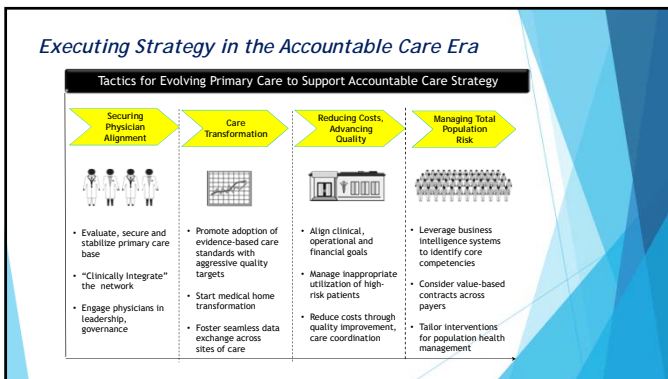 Executing Strategy in the Accountable Care Era
Tactics for Evolving Primary Care to Support Accountable Care Strategy
Securing
Physician
Alignment
Care
Transformation
Reducing Costs,
Advancing
Quality
Managing Total
Population
Risk
• Evaluate, secure and
stabilize primary care
base
• “Clinically Integrate”
the network
• Engage physicians in
leadership,
governance
• Promote adoption of
evidence-based care
standards with
aggressive quality
targets
• Start medical home
transformation
• Foster seamless data
exchange across
sites of care
• Align clinical,
operational and
financial goals
• Manage inappropriate
utilization of high-
risk patients
• Reduce costs through
quality improvement,
care coordination
• Leverage business
intelligence systems
to identify core
competencies
• Consider value-based
contracts across
payers
• Tailor interventions
for population health
management